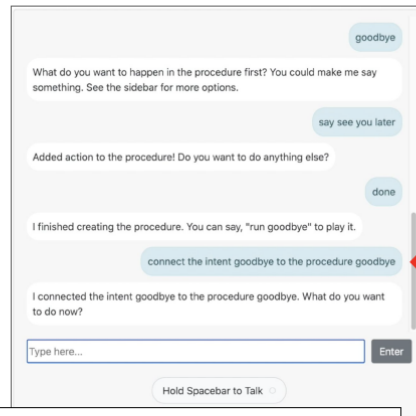 goodbye
What do you want to happen in the procedure first? You could make me say
something. See the sidebar for more options.
say see you later
Added action to the procedure! Do you want to do anything else?
done
I finished creating the procedure. You can say, "run goodbye" to play it.
connect the intent goodbye to the procedure goodbye
I connected the intent goodbye to the procedure goodbye. What do you want
to do now?
Type here...
Enter
Hold Spacebar to Talk